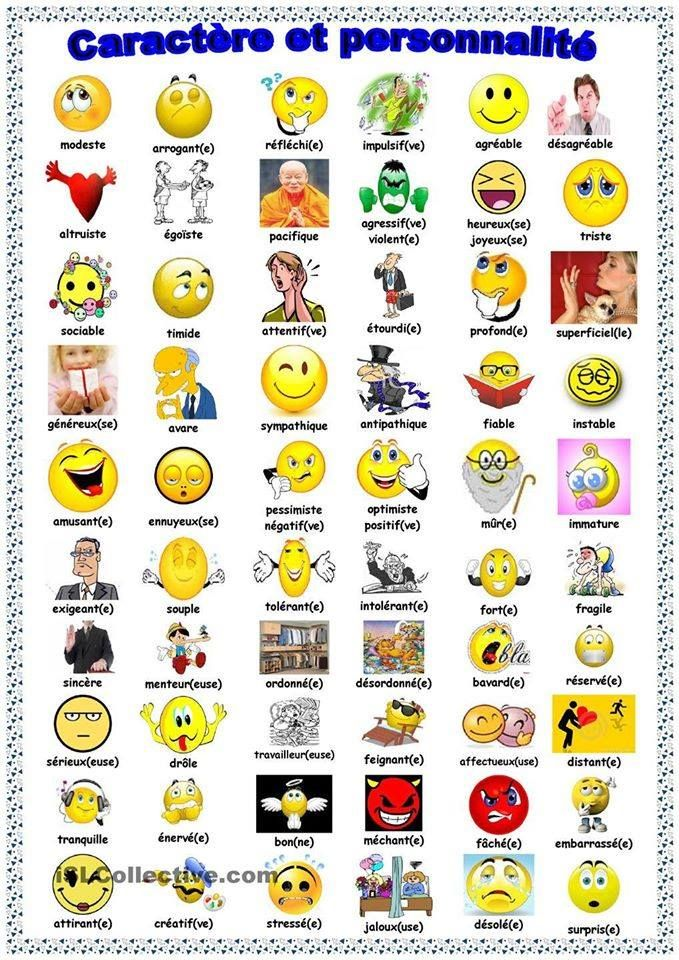 Caractère et personnalité
??
modeste arrogant(e) réfléchi(e) impulsif(ve) agréable désagréable
altruiste égoïste pacifique agressif(ve) violent(e) heureux(se) joyeux(se) triste
sociable timide attentif(ve) étourdi(e) profond(e) superficiel(le)
généreux(se) avare sympathique antipathique fiable instable
amusant(e) ennuyeux(se) pessimiste négatif(ve) optimiste positif(ve) mûr(e) immature
exigeant(e) souple tolérant(e) intolérant(e) fort(e) fragile
bla
sincère menteur(euse) ordonné(e) désordonné(e) bavard(e) réservé(e)
sérieux(euse) drôle travailleur(euse) feignant(e) affectueux(use) distant(e)
tranquille énervé(e) bon(ne) méchant(e) fâché(e) embarrassé(e)
iSLCollective.com
attirant(e) créatif(ve) stressé(e) jaloux(use) désolé(e) surpris(e)